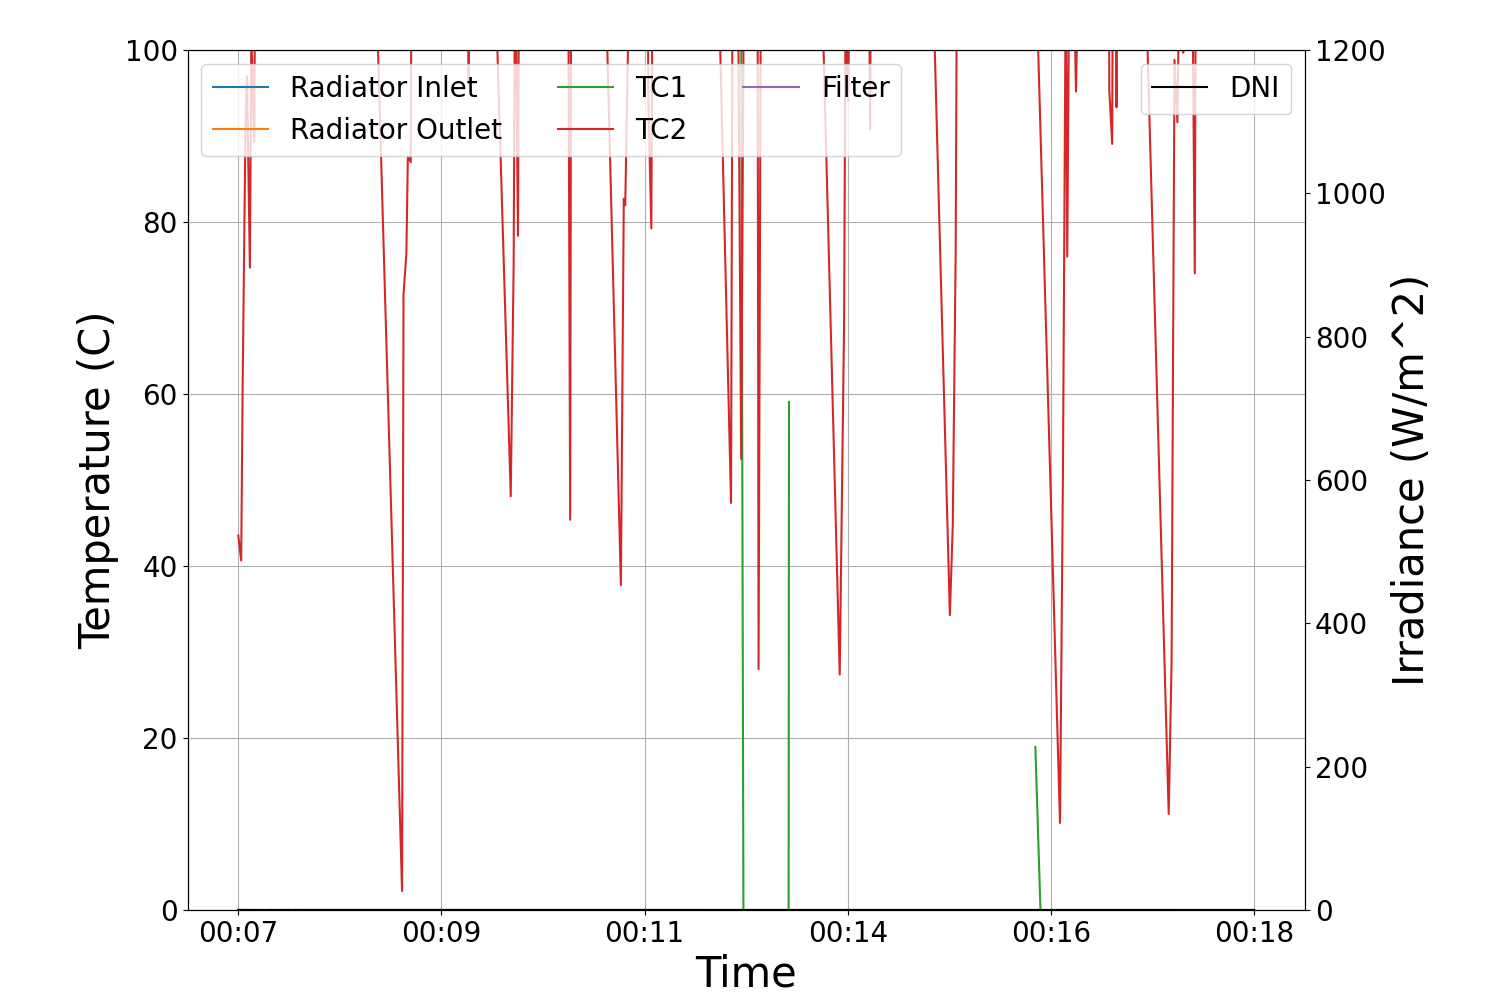 100
80
60
40
20
0
Temperature (C)
Radiator Inlet
Radiator Outlet
TC1
TC2
Filter
DNI
1200
1000
800
600
400
200
0
Irradiance (W/m^2)
00:07 00:09 00:11 00:14 00:16 00:18
Time